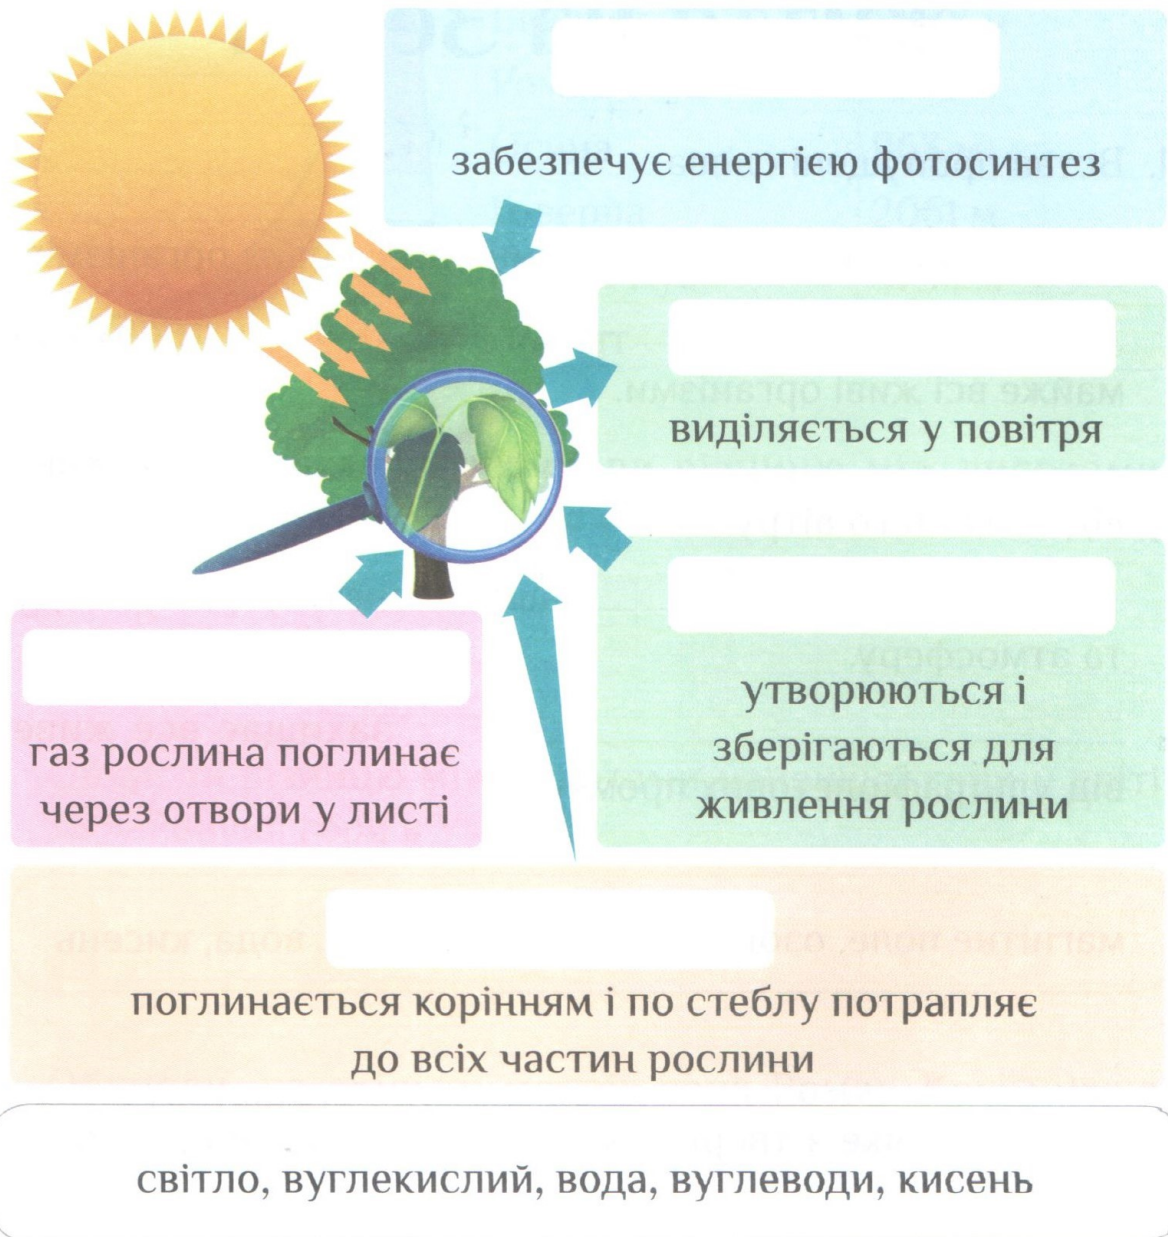 забезпечує енергією фотосинтез
виділяється у повітря
утворюються і
зберігаються для
живлення рослини
газ рослина поглинає
через отвори у листі
поглинається корінням і по стеблу потрапляє
до всіх частин рослини
світло, вуглекислий, вода, вуглеводи, кисень